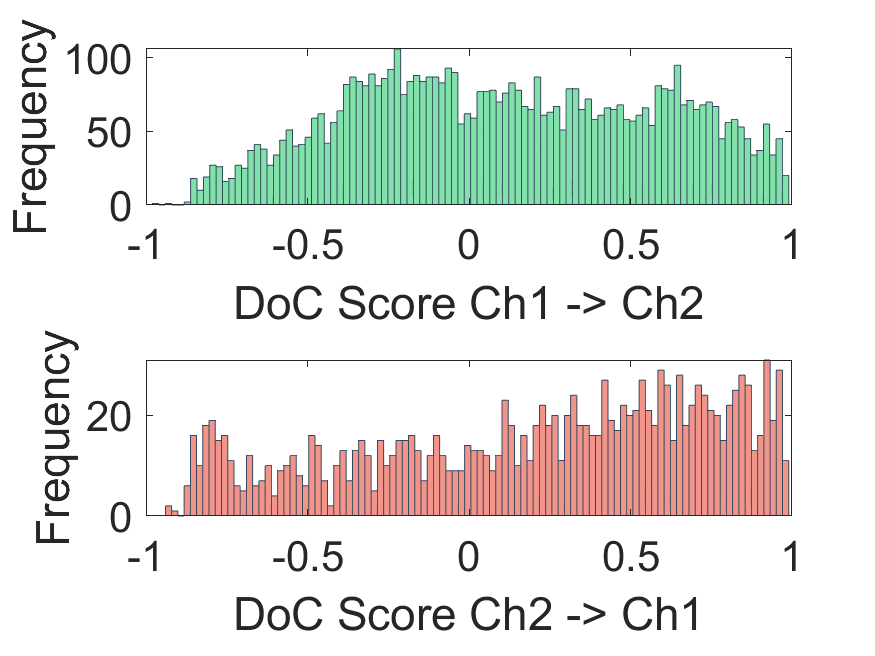 Frequency
100
50
0
-1 -0.5 0 0.5 1
DoC Score Ch1 -> Ch2
Frequency
20
0
-1 -0.5 0 0.5 1
DoC Score Ch2 -> Ch1